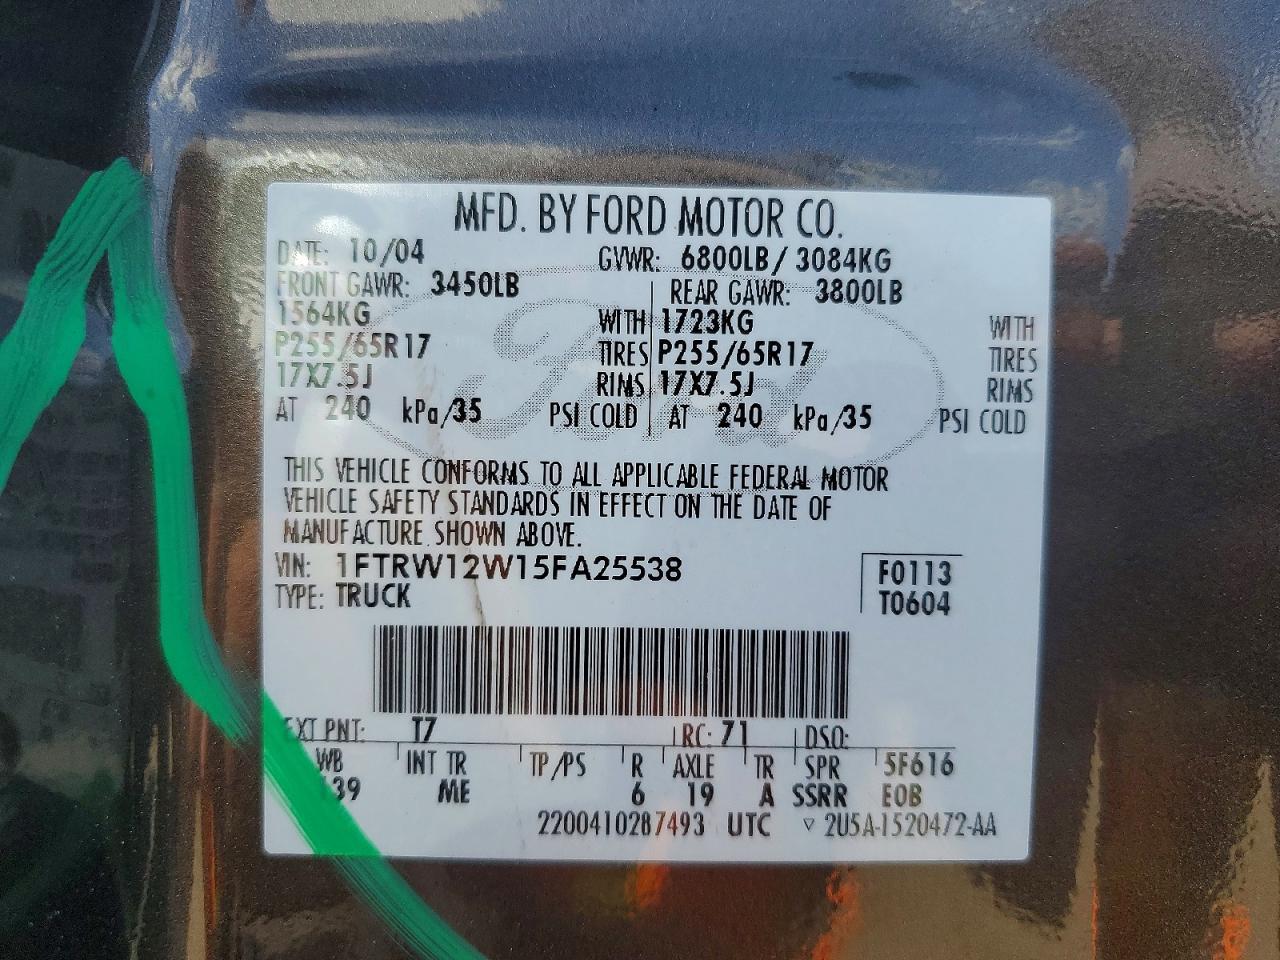 MFD. BY FORD MOTOR CO.
DATE: 10/04 GVWR: 6800LB/ 3084KG
FRONT GAWR: 3450LB REAR GAWR: 3800LB
1564KG WITH 1723KG WITH
P255/65R17 TIRES P255/65R17 TIRES
17X7.5J RIMS 17X7.5J RIMS
AT 240 kPa/35 PSI COLD AT 240 kPa/35 PSI COLD
Ford
THIS VEHICLE CONFORMS TO ALL APPLICABLE FEDERAL MOTOR
VEHICLE SAFETY STANDARDS IN EFFECT ON THE DATE OF
MANUFACTURE SHOWN ABOVE.
VIN: 1FTRW12W15FA25538 F0113
TYPE: TRUCK T0604
EXT PNT: T7 RC: 71 DSO:
WB INT TR TP/PS R AXLE TR SPR 5F616
ME 6 19 A SSRR EOB
2200410287493 UTC ▽ 2U5A-1520472-AA